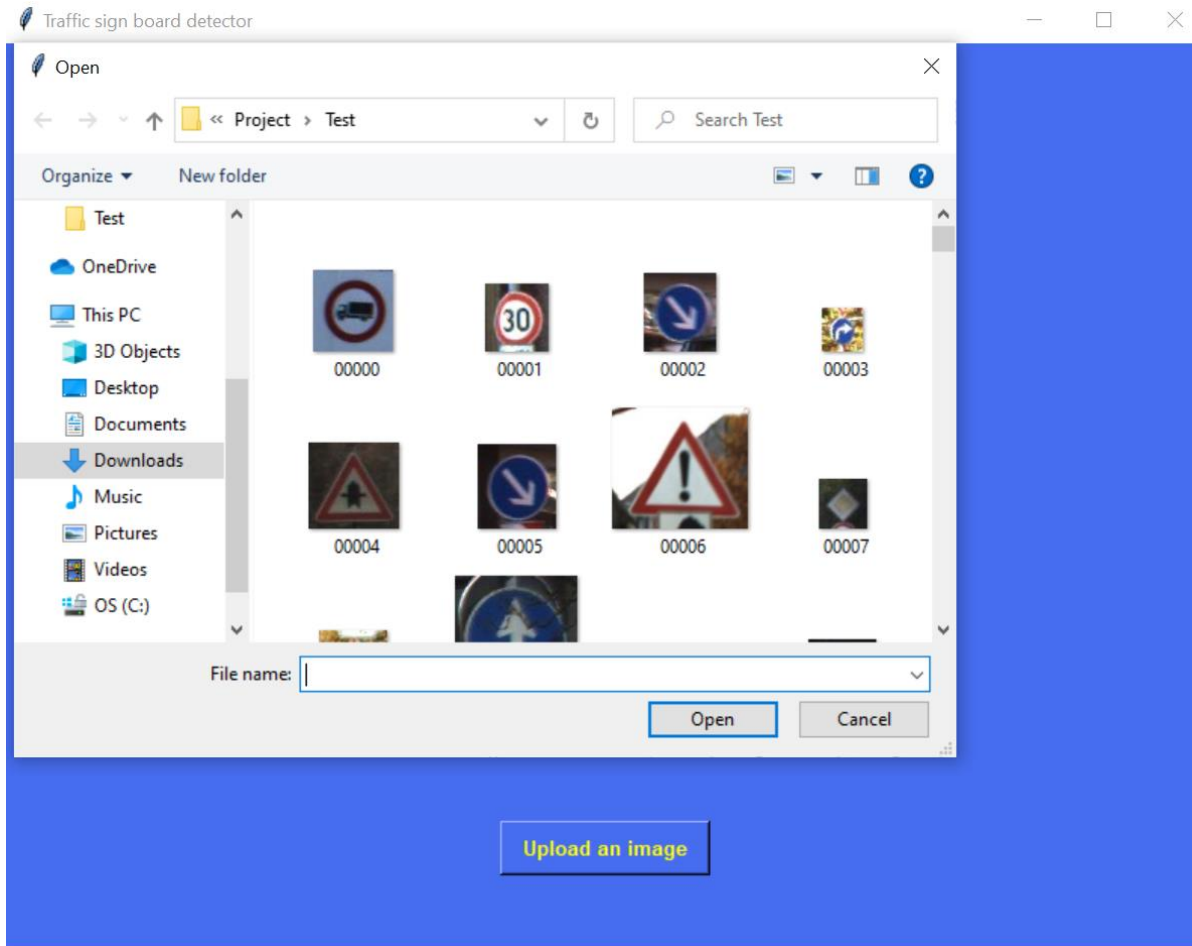 Traffic sign board detector
Open
« Project › Test
Search Test
Organize
New folder
Test
OneDrive
This PC
3D Objects
Desktop
Documents
Downloads
Music
Pictures
Videos
OS (C:)
30
00000
00001
00002
00003
00004
00005
00006
00007
File name:
Open
Cancel
Upload an image